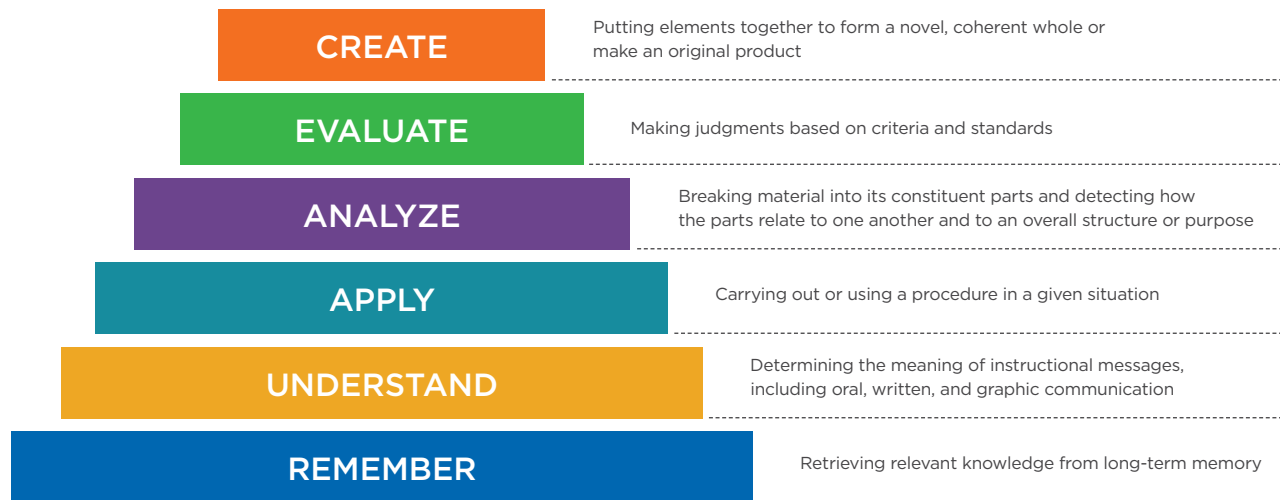 CREATE
Putting elements together to form a novel, coherent whole or
make an original product
EVALUATE
Making judgments based on criteria and standards
ANALYZE
Breaking material into its constituent parts and detecting how
the parts relate to one another and to an overall structure or purpose
APPLY
Carrying out or using a procedure in a given situation
UNDERSTAND
Determining the meaning of instructional messages,
including oral, written, and graphic communication
REMEMBER
Retrieving relevant knowledge from long-term memory